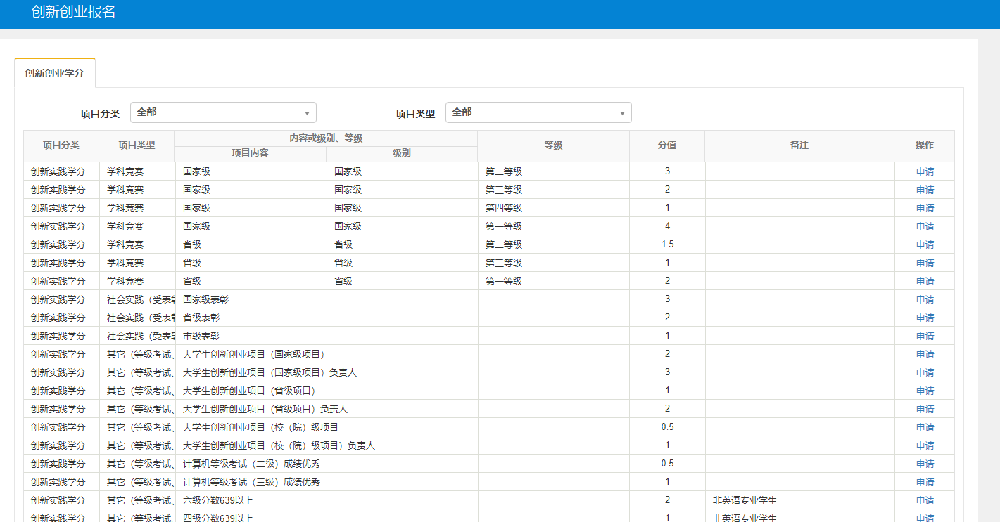 创新创业报名
创新创业学分
项目分类 全部 项目类型 全部
项目分类 项目类型 内容或级别、等级 等级 分值 备注 操作
项目内容 级别
创新实践学分 学科竞赛 国家级 国家级 第二等级 3 申请
创新实践学分 学科竞赛 国家级 国家级 第三等级 2 申请
创新实践学分 学科竞赛 国家级 国家级 第四等级 1 申请
创新实践学分 学科竞赛 国家级 国家级 第一等级 4 申请
创新实践学分 学科竞赛 省级 省级 第二等级 1.5 申请
创新实践学分 学科竞赛 省级 省级 第三等级 1 申请
创新实践学分 学科竞赛 省级 省级 第一等级 2 申请
创新实践学分 社会实践（受表彰 国家级表彰 3 申请
创新实践学分 社会实践（受表彰 省级表彰 2 申请
创新实践学分 社会实践（受表彰 市级表彰 1 申请
创新实践学分 其它（等级考试、 大学生创新创业项目（国家级项目） 2 申请
创新实践学分 其它（等级考试、 大学生创新创业项目（国家级项目）负责人 3 申请
创新实践学分 其它（等级考试、 大学生创新创业项目（省级项目） 1 申请
创新实践学分 其它（等级考试、 大学生创新创业项目（省级项目）负责人 2 申请
创新实践学分 其它（等级考试、 大学生创新创业项目（校（院）级项目 0.5 申请
创新实践学分 其它（等级考试、 大学生创新创业项目（校（院）级项目）负责人 1 申请
创新实践学分 其它（等级考试、 计算机等级考试（二级）成绩优秀 0.5 申请
创新实践学分 其它（等级考试、 计算机等级考试（三级）成绩优秀 1 申请
创新实践学分 其它（等级考试、 六级分数639以上 2 非英语专业学生 申请
创新实践学分 其它（等级考试、 四级分数639以上 1 非英语专业学生 申请